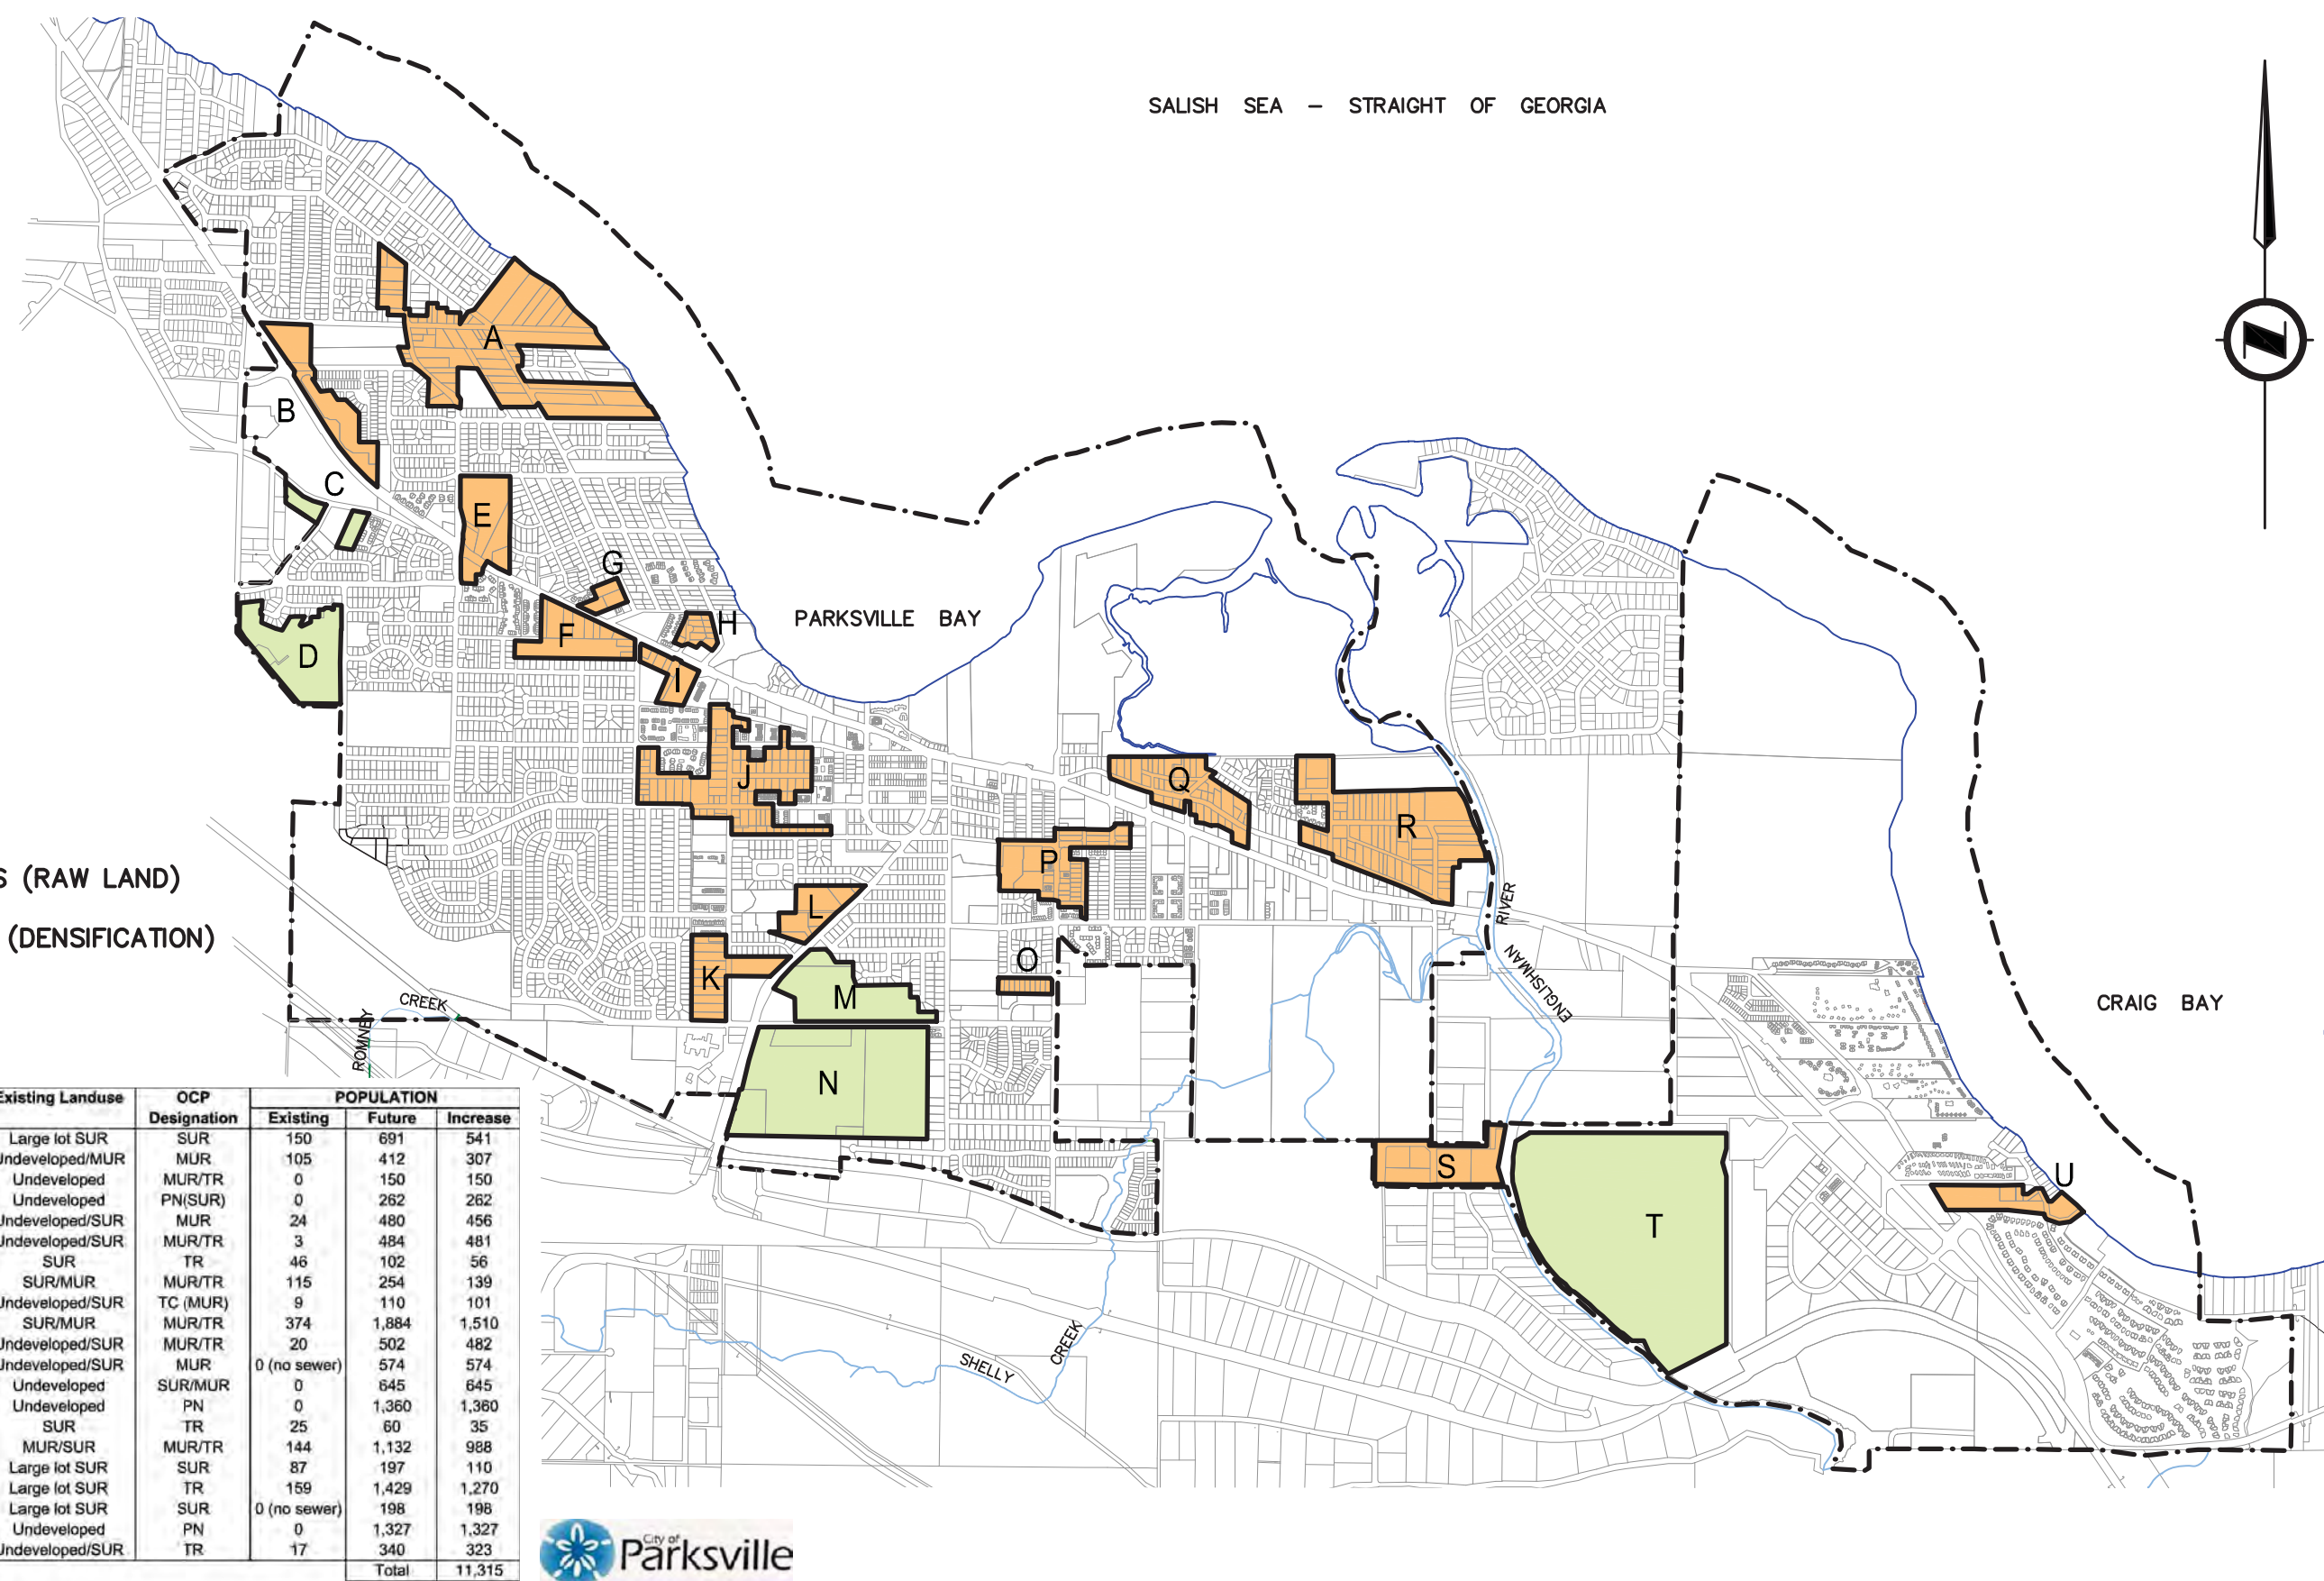 SALISH SEA – STRAIGHT OF GEORGIA
A
B
C
E
G
PARKSVILLE BAY
H
F
D
I
J
Q
R
P
S (RAW LAND)
L
RIVER
(DENSIFICATION)
O
K
ENGLISHMAN
M
CREEK
CRAIG BAY
ROMNEY
N
S
U
T
CREEK
SHELLY
Existing Landuse OCP Designation POPULATION
Existing Future Increase
Large lot SUR SUR 150 691 541
Undeveloped/MUR MUR 105 412 307
Undeveloped MUR/TR 0 150 150
Undeveloped PN(SUR) 0 262 262
Undeveloped/SUR MUR 24 480 456
Undeveloped/SUR MUR/TR 3 484 481
SUR TR 46 102 56
SUR/MUR MUR/TR 115 254 139
Undeveloped/SUR TC (MUR) 9 110 101
SUR/MUR MUR/TR 374 1,884 1,510
Undeveloped/SUR MUR/TR 20 502 482
Undeveloped/SUR MUR 0 (no sewer) 574 574
Undeveloped SUR/MUR 0 645 645
Undeveloped PN 0 1,360 1,360
SUR TR 25 60 35
MUR/SUR MUR/TR 144 1,132 988
Large lot SUR SUR 87 197 110
Large lot SUR TR 159 1,429 1,270
Large lot SUR SUR 0 (no sewer) 198 198
Undeveloped PN 0 1,327 1,327
Undeveloped/SUR TR 17 340 323
Total 11,315
City of
Parksville